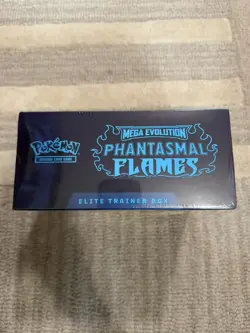 POKÉMON
TRADING CARD GAME
MEGA EVOLUTION
PHANTASMAL
FLAMES
ELITE TRAINER BOX